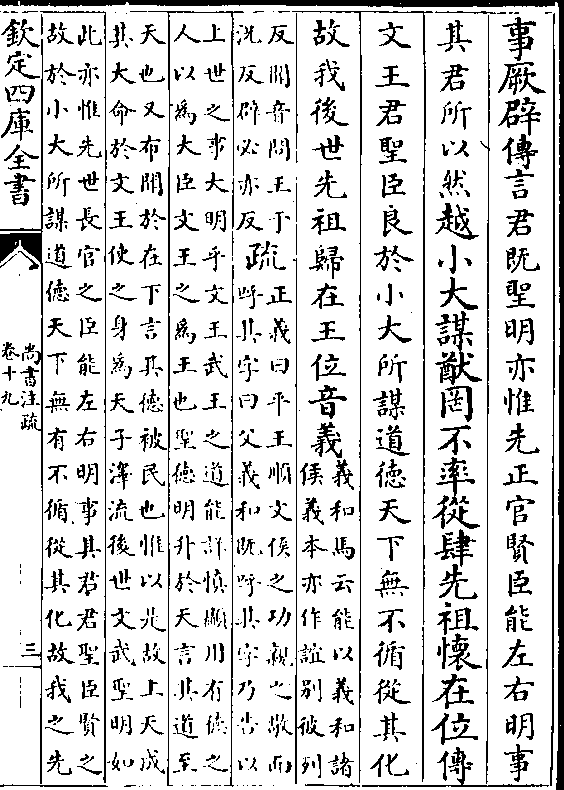 事厥辟傳言君既聖明亦惟先正官賢臣能左右明事
其君所以然越小大謀猷罔不率從肆先祖懷在位傳
文王君聖臣良於小大所謀道德天下無不循從其化
故我後世先祖歸在王位音義
義和馬云能以義和諸
侯義本亦作誼别彼列
反聞音問王于
況反辟必亦反
疏
正義曰平王順文侯之功親之敬而
呼其字曰父義和既呼其字乃告以
上世之事大明乎文王武王之道能詳慎顯用有德之
人以為大臣文王之為王也聖德明升於天言其道至
天也又布聞於在下言其德被民也惟以是故上天成
其大命於文王使之身為天子澤流後世文武聖明如
此亦惟先世長官之臣能左右明事其君君聖臣賢之
故於小大所謀道德天下無有不循從其化故我之先
欽定四庫全書
尚書注疏
卷十九
三